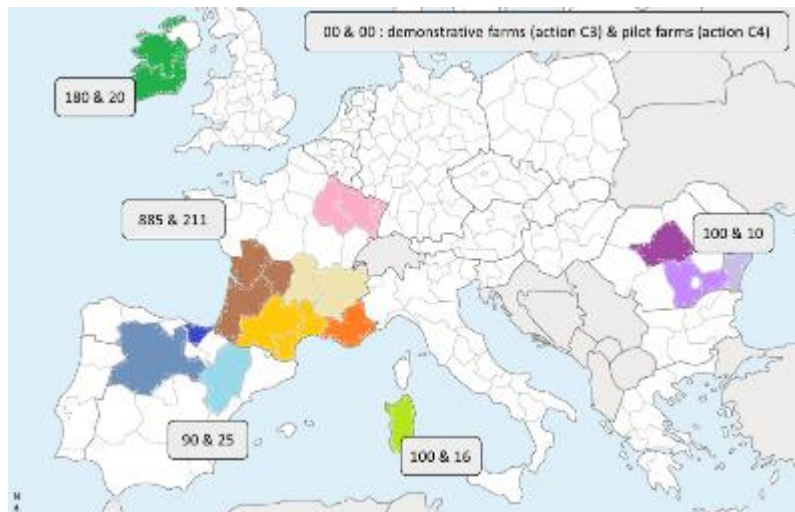 00 & 00 : demonstrative farms (action C3) & pilot farms (action C4)
180 & 20
885 & 211
100 & 10
90 & 25
100 & 16
N